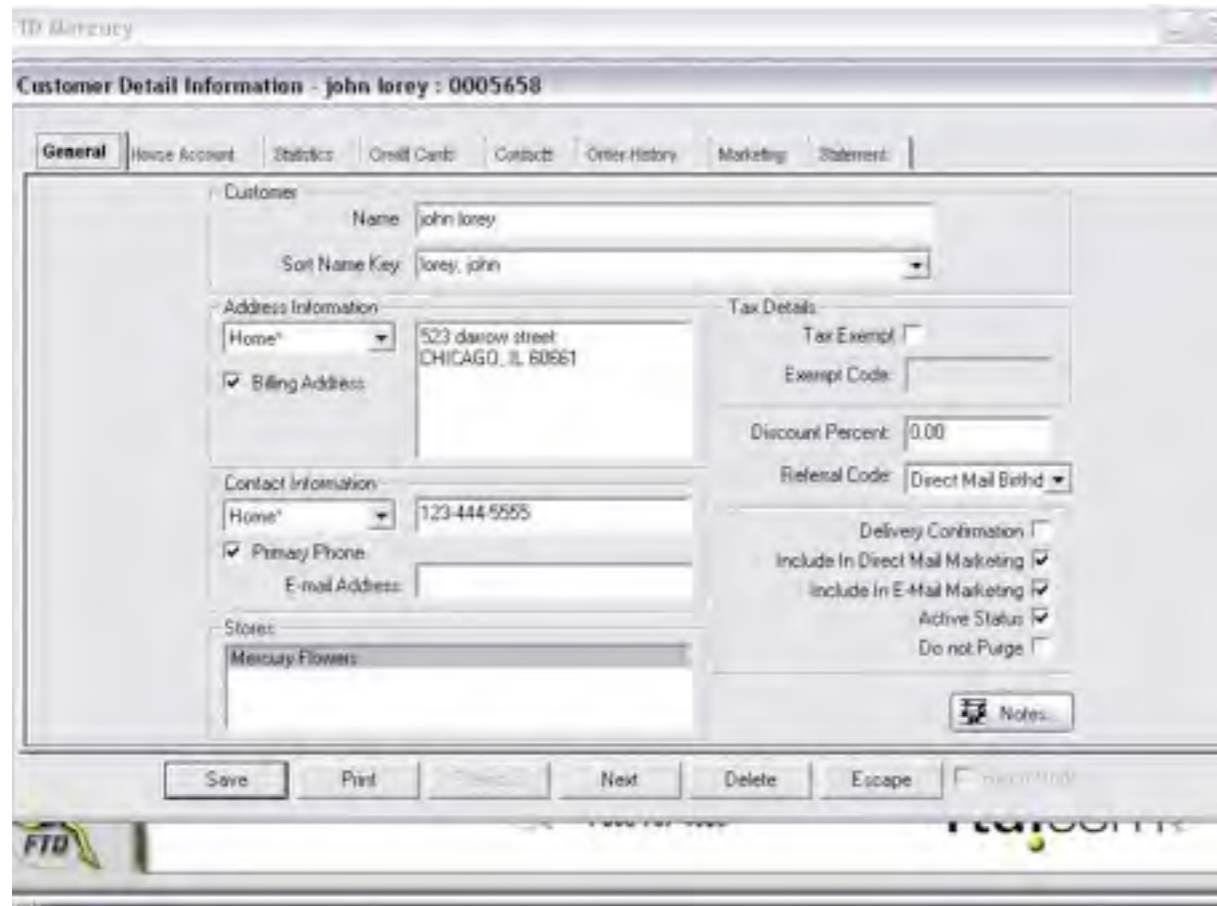 TD Mercury
Customer Detail Information - john lorey : 0005658
General House Account Statistics Credit Cards Contacts Order History Marketing Statement
Customer
Name john lorey
Sort Name Key: lorey, john
Address Information
Home*
523 darrow street
CHICAGO, IL 60661
Billing Address
Tax Details
Tax Exempt
Exempt Code:
Discount Percent: 0.00
Referral Code: Direct Mail Birthd
Contact Information
Home*
123-444-5555
Primary Phone
E-mail Address:
Delivery Confirmation
Include In Direct Mail Marketing
Include In E-Mail Marketing
Active Status
Do not Purge
Stores
Mercury Flowers
Notes...
Save Print Next Delete Escape
FTD